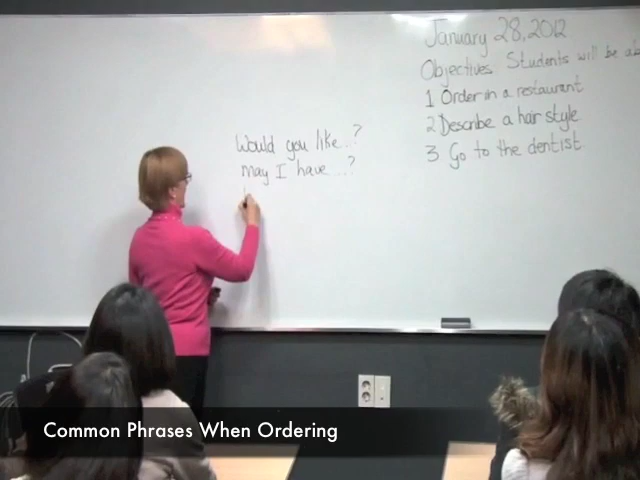 January 28, 2012
Objectives Students will be
1 Order in a restaurant
2 Describe a hair style
3 Go to the dentist
Would you like...?
may I have...?
Common Phrases When Ordering